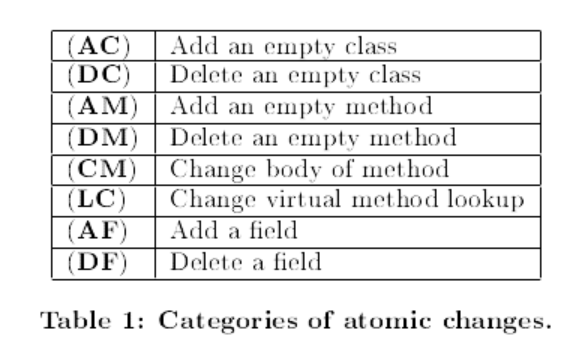 (AC) Add an empty class
(DC) Delete an empty class
(AM) Add an empty method
(DM) Delete an empty method
(CM) Change body of method
(LC) Change virtual method lookup
(AF) Add a field
(DF) Delete a field
Table 1: Categories of atomic changes.